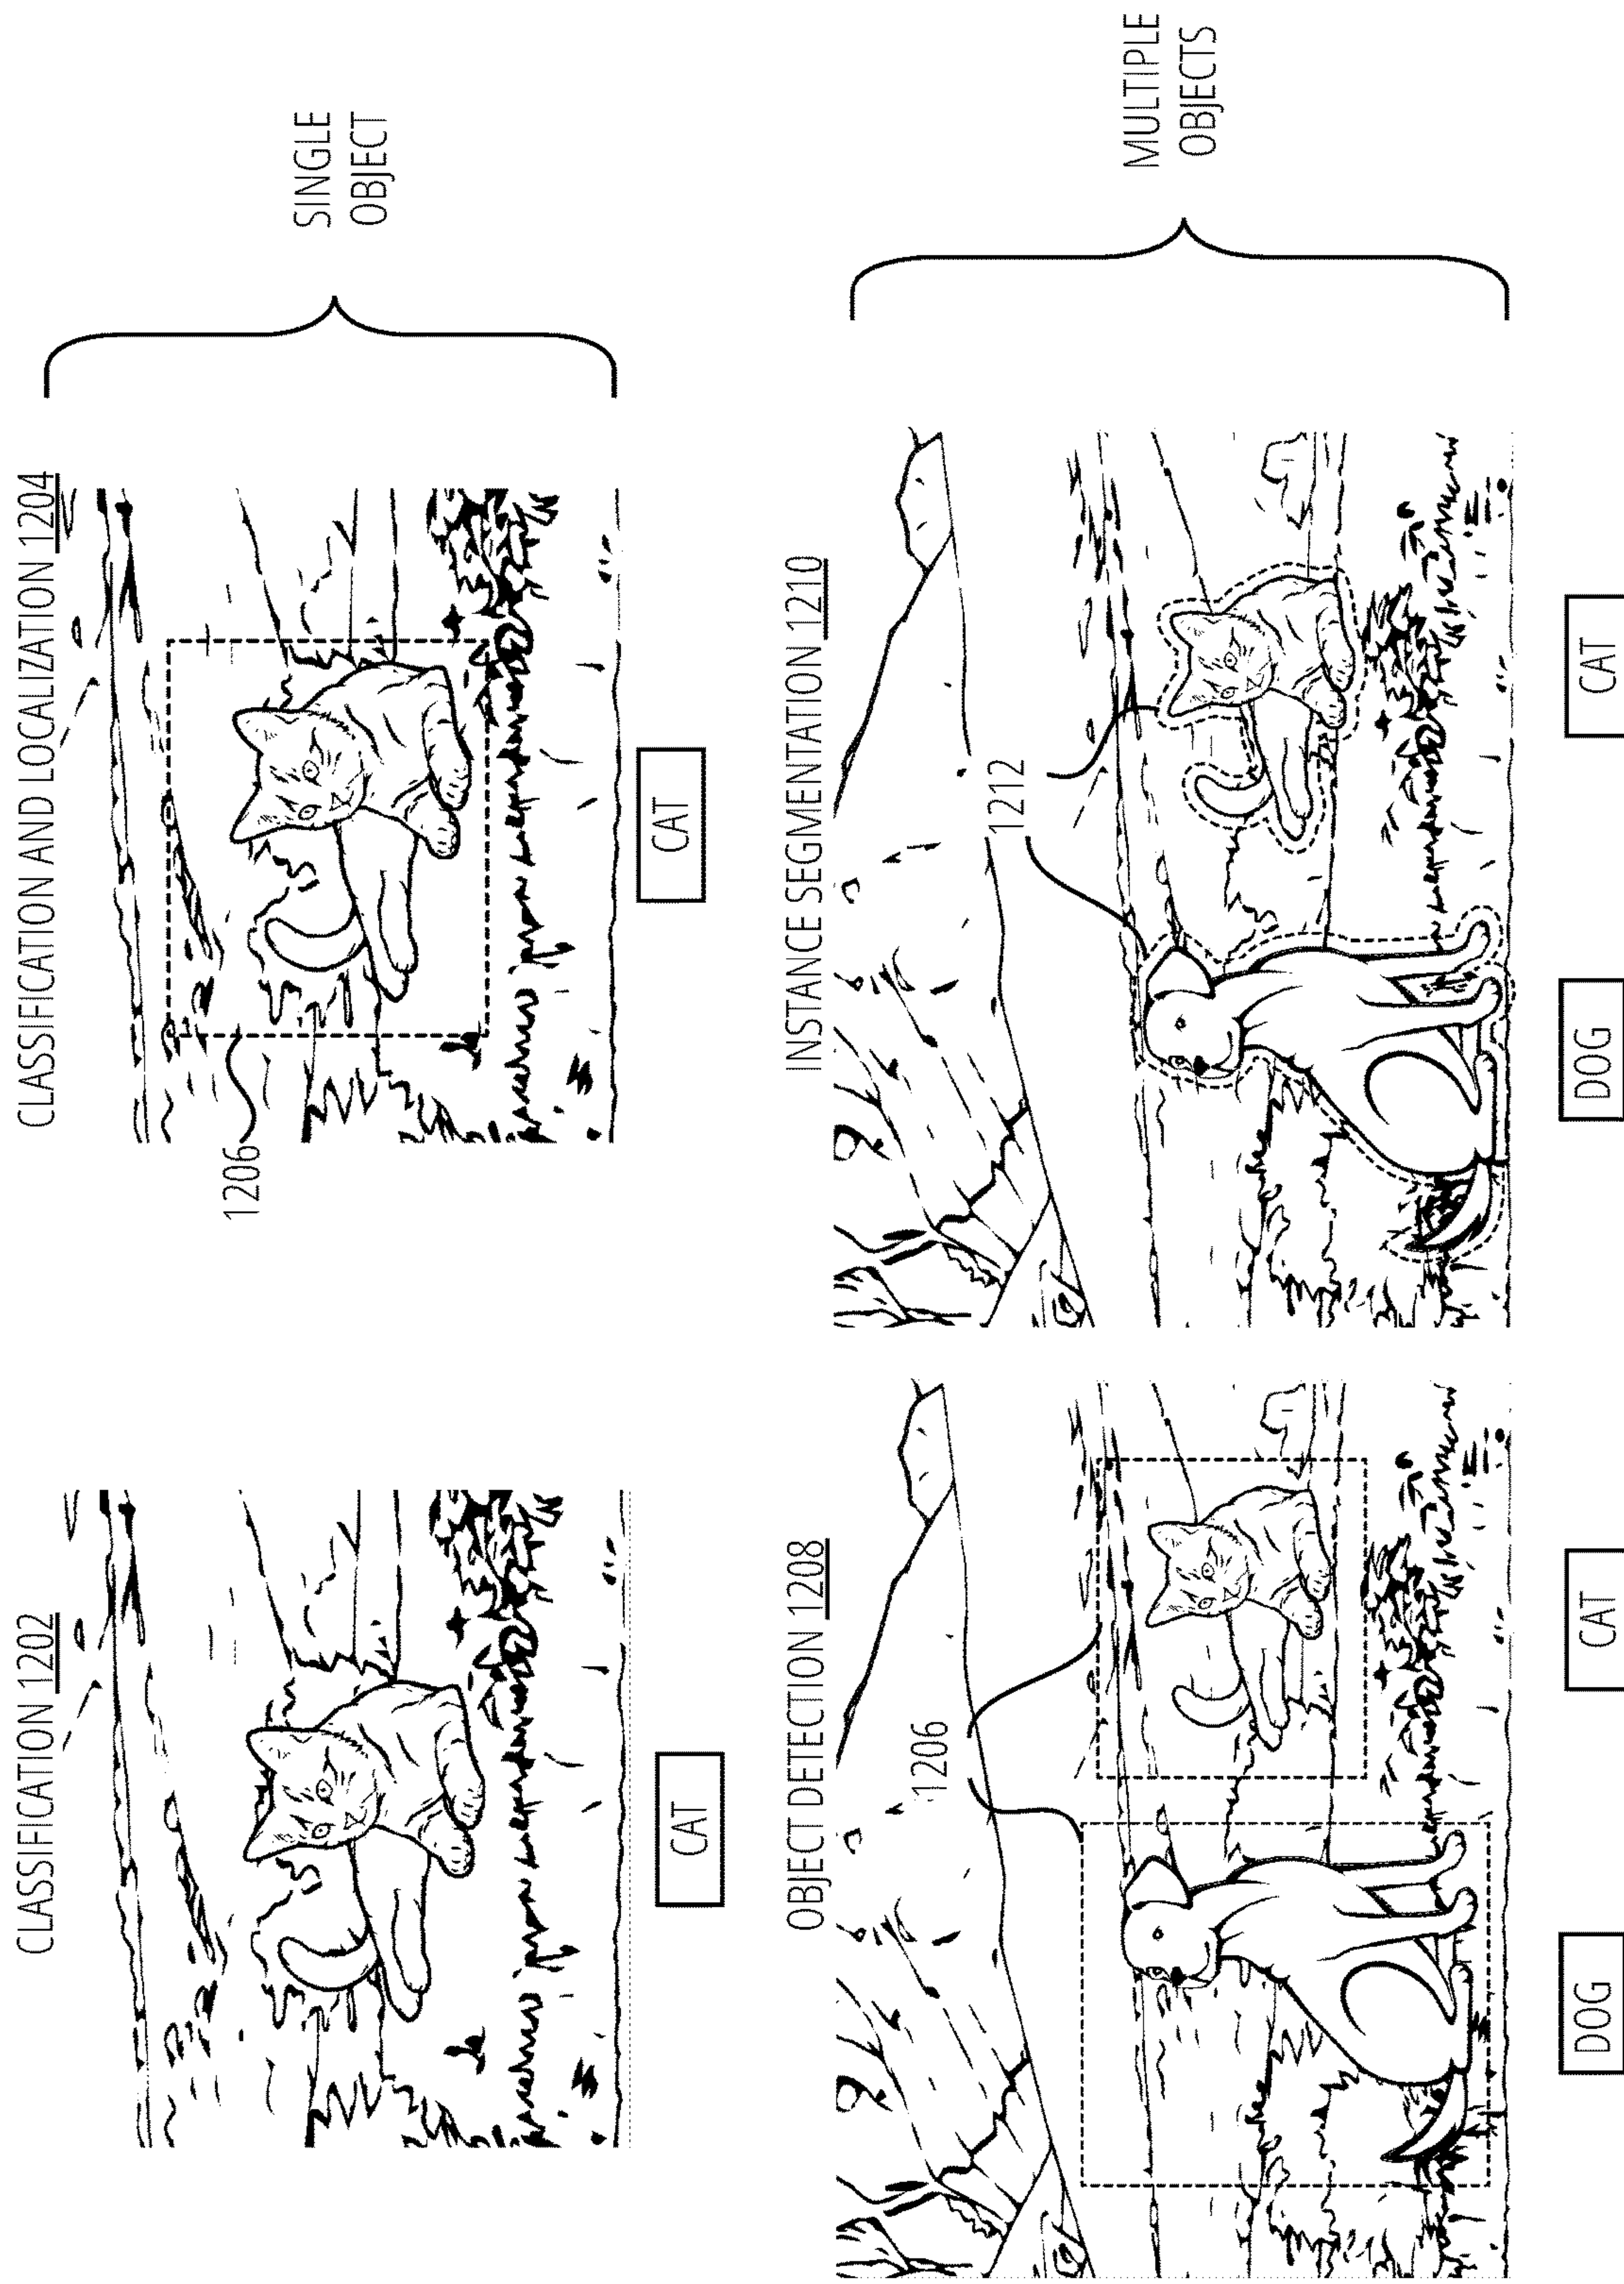 CLASSIFICATION 1202
CLASSIFICATION AND LOCALIZATION 1204
1206
SINGLE
OBJECT
CAT
CAT
OBJECT DETECTION 1208
INSTANCE SEGMENTATION 1210
1206
1212
MULTIPLE
OBJECTS
DOG
CAT
DOG
CAT